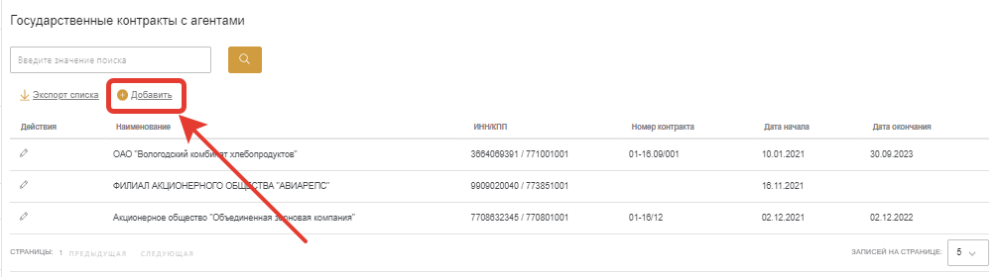 Государственные контракты с агентами
Введите значение поиска
Экспорт списка Добавить
Действия Наименование ИНН/КПП Номер контракта Дата начала Дата окончания
ОАО "Вологодский комбинат хлебопродуктов" 3664069391 / 771001001 01-16.09/001 10.01.2021 30.09.2023
ФИЛИАЛ АКЦИОНЕРНОГО ОБЩЕСТВА "АВИАРЕПС" 9909020040 / 773851001 16.11.2021
Акционерное общество "Объединенная зерновая компания" 7708632345 / 770801001 01-16/12 02.12.2021 02.12.2022
СТРАНИЦЫ: 1 ПРЕДЫДУЩАЯ СЛЕДУЮЩАЯ ЗАПИСЕЙ НА СТРАНИЦЕ: 5